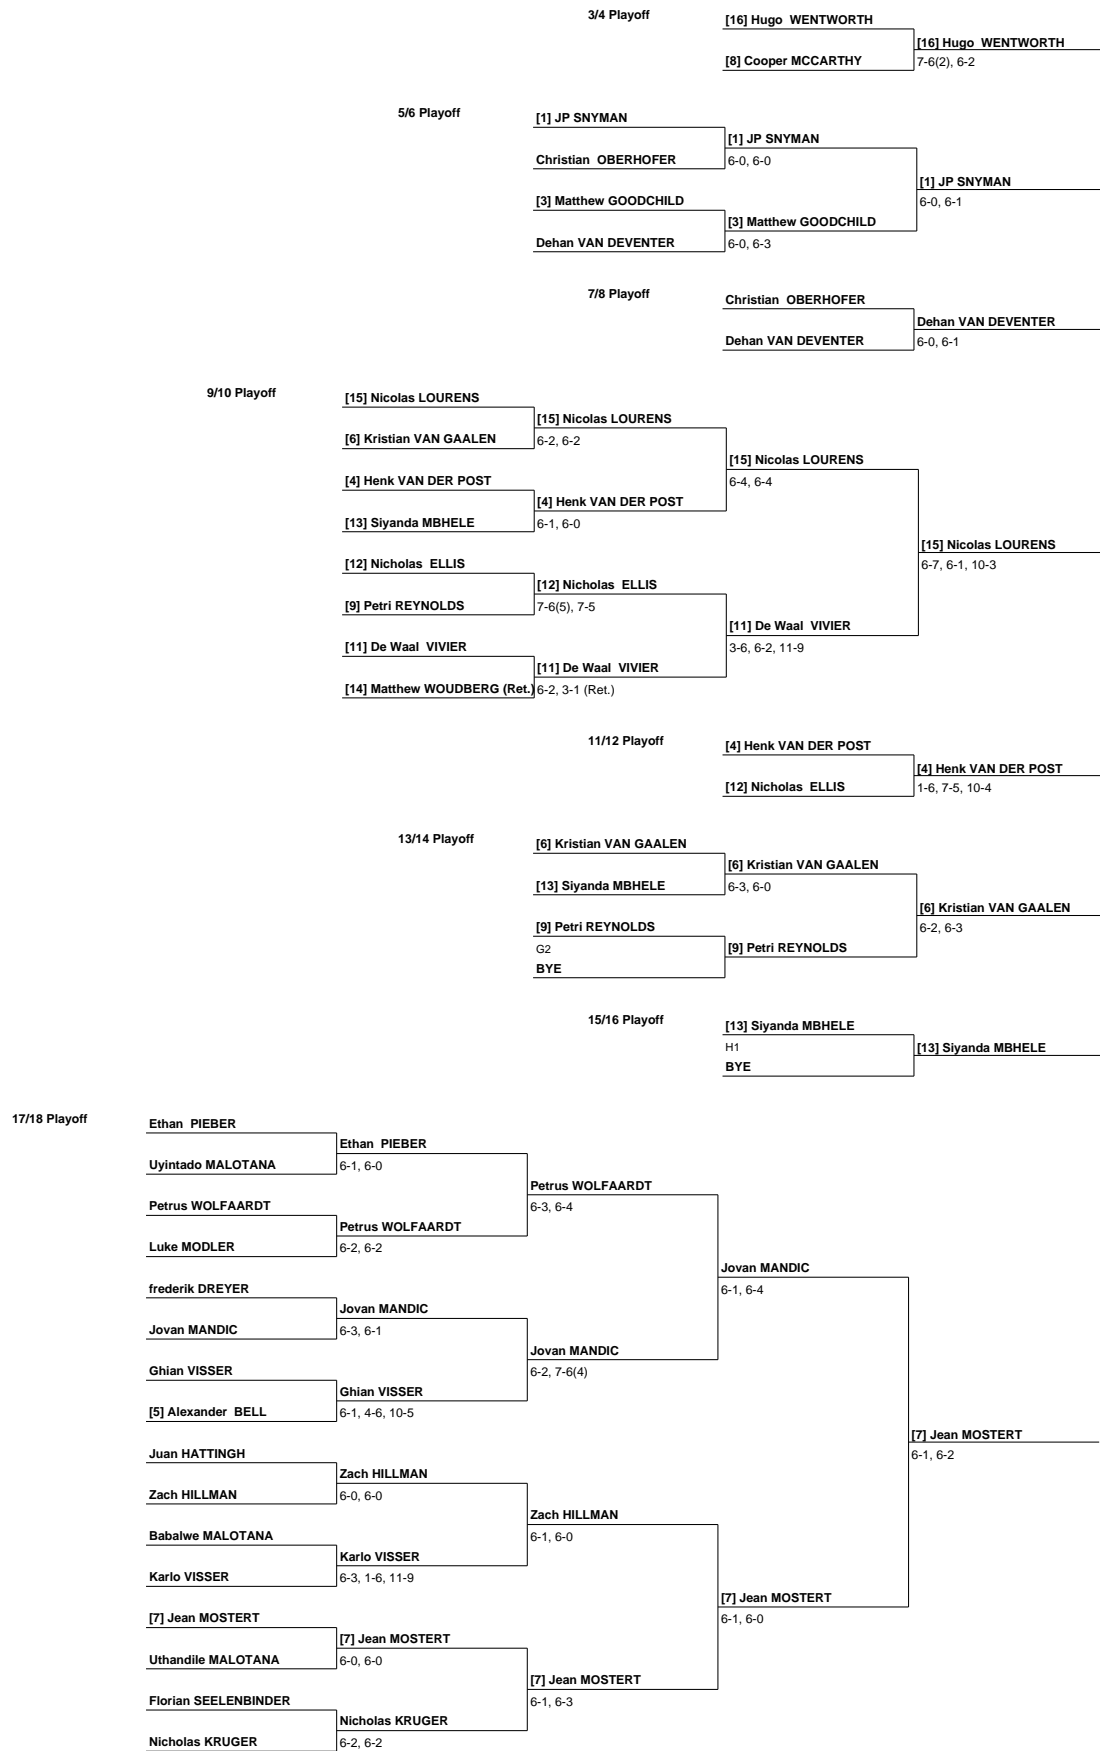 3/4 Playoff
[16] Hugo WENTWORTH
[16] Hugo WENTWORTH
[8] Cooper MCCARTHY
7-6(2), 6-2
5/6 Playoff
[1] JP SNYMAN
[1] JP SNYMAN
Christian OBERHOFER
6-0, 6-0
[1] JP SNYMAN
[3] Matthew GOODCHILD
6-0, 6-1
[3] Matthew GOODCHILD
Dehan VAN DEVENTER
6-0, 6-3
7/8 Playoff
Christian OBERHOFER
Dehan VAN DEVENTER
Dehan VAN DEVENTER
6-0, 6-1
9/10 Playoff
[15] Nicolas LOURENS
[15] Nicolas LOURENS
[6] Kristian VAN GAALEN
6-2, 6-2
[15] Nicolas LOURENS
[4] Henk VAN DER POST
6-4, 6-4
[4] Henk VAN DER POST
[13] Siyanda MBHELE
6-1, 6-0
[15] Nicolas LOURENS
[12] Nicholas ELLIS
6-7, 6-1, 10-3
[12] Nicholas ELLIS
[9] Petri REYNOLDS
7-6(5), 7-5
[11] De Waal VIVIER
[11] De Waal VIVIER
3-6, 6-2, 11-9
[11] De Waal VIVIER
[14] Matthew WOUDBERG (Ret.)
6-2, 3-1 (Ret.)
11/12 Playoff
[4] Henk VAN DER POST
[4] Henk VAN DER POST
[12] Nicholas ELLIS
1-6, 7-5, 10-4
13/14 Playoff
[6] Kristian VAN GAALEN
[6] Kristian VAN GAALEN
[13] Siyanda MBHELE
6-3, 6-0
[6] Kristian VAN GAALEN
[9] Petri REYNOLDS
6-2, 6-3
G2
[9] Petri REYNOLDS
BYE
15/16 Playoff
[13] Siyanda MBHELE
H1
[13] Siyanda MBHELE
BYE
17/18 Playoff
Ethan PIEBER
Ethan PIEBER
Uyintado MALOTANA
6-1, 6-0
Petrus WOLFAARDT
Petrus WOLFAARDT
6-3, 6-4
Petrus WOLFAARDT
Luke MODLER
6-2, 6-2
Jovan MANDIC
frederik DREYER
6-1, 6-4
Jovan MANDIC
Jovan MANDIC
6-3, 6-1
Jovan MANDIC
Ghian VISSER
6-2, 7-6(4)
Ghian VISSER
[5] Alexander BELL
6-1, 4-6, 10-5
[7] Jean MOSTERT
Juan HATTINGH
6-1, 6-2
Zach HILLMAN
Zach HILLMAN
6-0, 6-0
Zach HILLMAN
Babalwe MALOTANA
6-1, 6-0
Karlo VISSER
Karlo VISSER
6-3, 1-6, 11-9
[7] Jean MOSTERT
[7] Jean MOSTERT
6-1, 6-0
[7] Jean MOSTERT
Uthandile MALOTANA
6-0, 6-0
[7] Jean MOSTERT
Florian SEELENBINDER
6-1, 6-3
Nicholas KRUGER
Nicholas KRUGER
6-2, 6-2